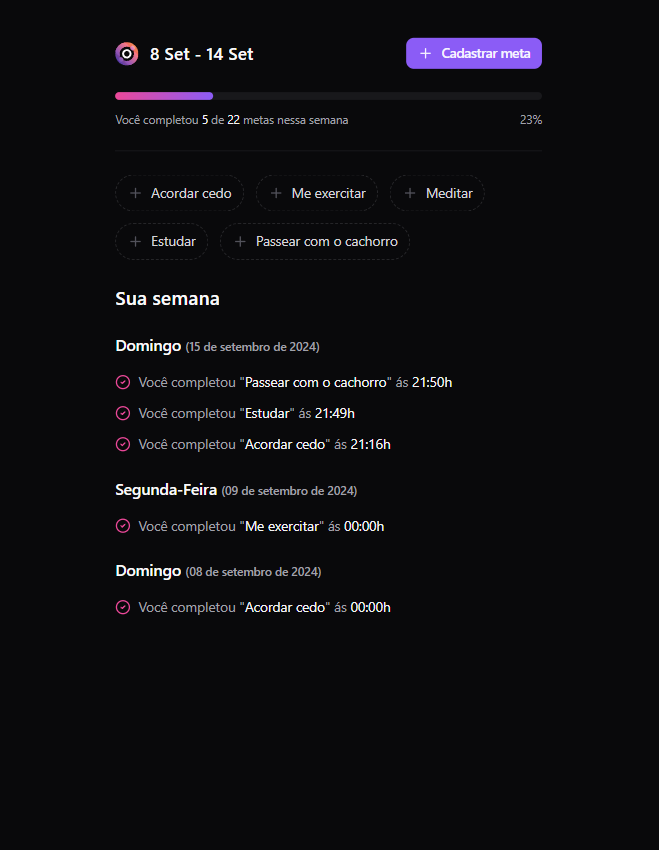 8 Set - 14 Set
Cadastrar meta
Você completou 5 de 22 metas nessa semana
23%
Acordar cedo
Me exercitar
Meditar
Estudar
Passear com o cachorro
Sua semana
Domingo (15 de setembro de 2024)
Você completou "Passear com o cachorro" ás 21:50h
Você completou "Estudar" ás 21:49h
Você completou "Acordar cedo" ás 21:16h
Segunda-Feira (09 de setembro de 2024)
Você completou "Me exercitar" ás 00:00h
Domingo (08 de setembro de 2024)
Você completou "Acordar cedo" ás 00:00h